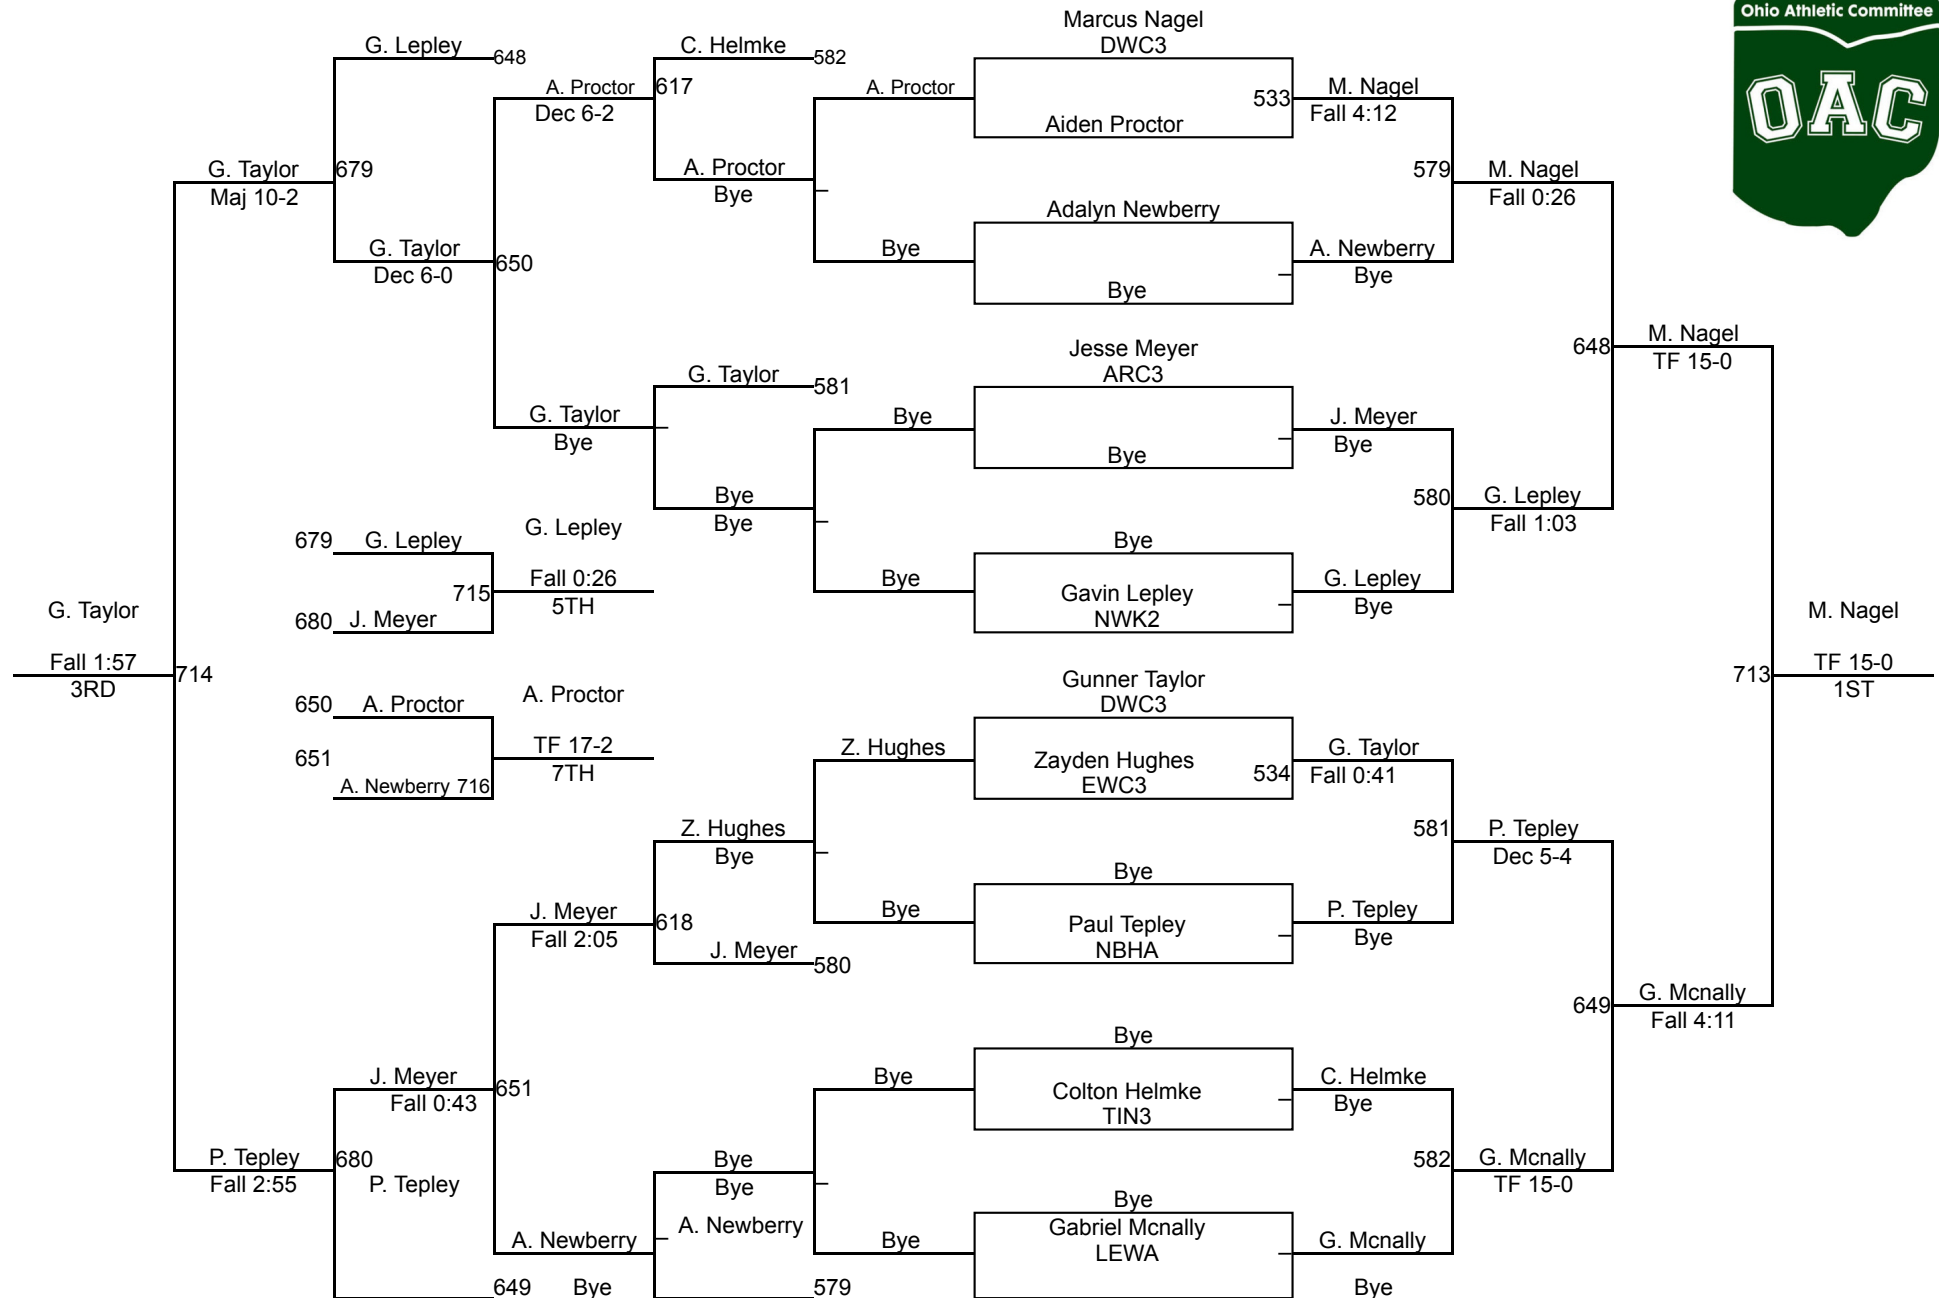 Ohio Athletic Committee
OAC
Marcus Nagel
DWC3
G. Lepley 648
C. Helmke 582
A. Proctor 617
Dec 6-2
A. Proctor
533 M. Nagel
Fall 4:12
Aiden Proctor
G. Taylor 679
Maj 10-2
A. Proctor
Bye
579 M. Nagel
Fall 0:26
Adalyn Newberry
G. Taylor
Dec 6-0
650
Bye
A. Newberry
Bye
Bye
Jesse Meyer
ARC3
648 M. Nagel
TF 15-0
G. Taylor 581
G. Taylor
Bye
Bye
J. Meyer
Bye
Bye
Bye
Bye
580 G. Lepley
Fall 1:03
679 G. Lepley
G. Lepley
Bye
715 Fall 0:26
5TH
Bye
Gavin Lepley
NWK2
G. Lepley
Bye
680 J. Meyer
G. Taylor
M. Nagel
Fall 1:57
3RD
714
713 TF 15-0
1ST
Gunner Taylor
DWC3
650 A. Proctor
A. Proctor
651
TF 17-2
7TH
A. Newberry 716
Z. Hughes
Zayden Hughes
EWC3
534 G. Taylor
Fall 0:41
Z. Hughes
Bye
581 P. Tepley
Dec 5-4
Bye
J. Meyer
Fall 2:05
618
Bye
Paul Tepley
NBHA
P. Tepley
Bye
J. Meyer 580
649 G. Mcnally
Fall 4:11
Bye
J. Meyer
Fall 0:43
651
Bye
Colton Helmke
TIN3
C. Helmke
Bye
P. Tepley 680
Fall 2:55
P. Tepley
Bye
Bye
582 G. Mcnally
TF 15-0
Bye
A. Newberry
A. Newberry
Bye
Gabriel Mcnally
LEWA
G. Mcnally
649 Bye
579
Bye